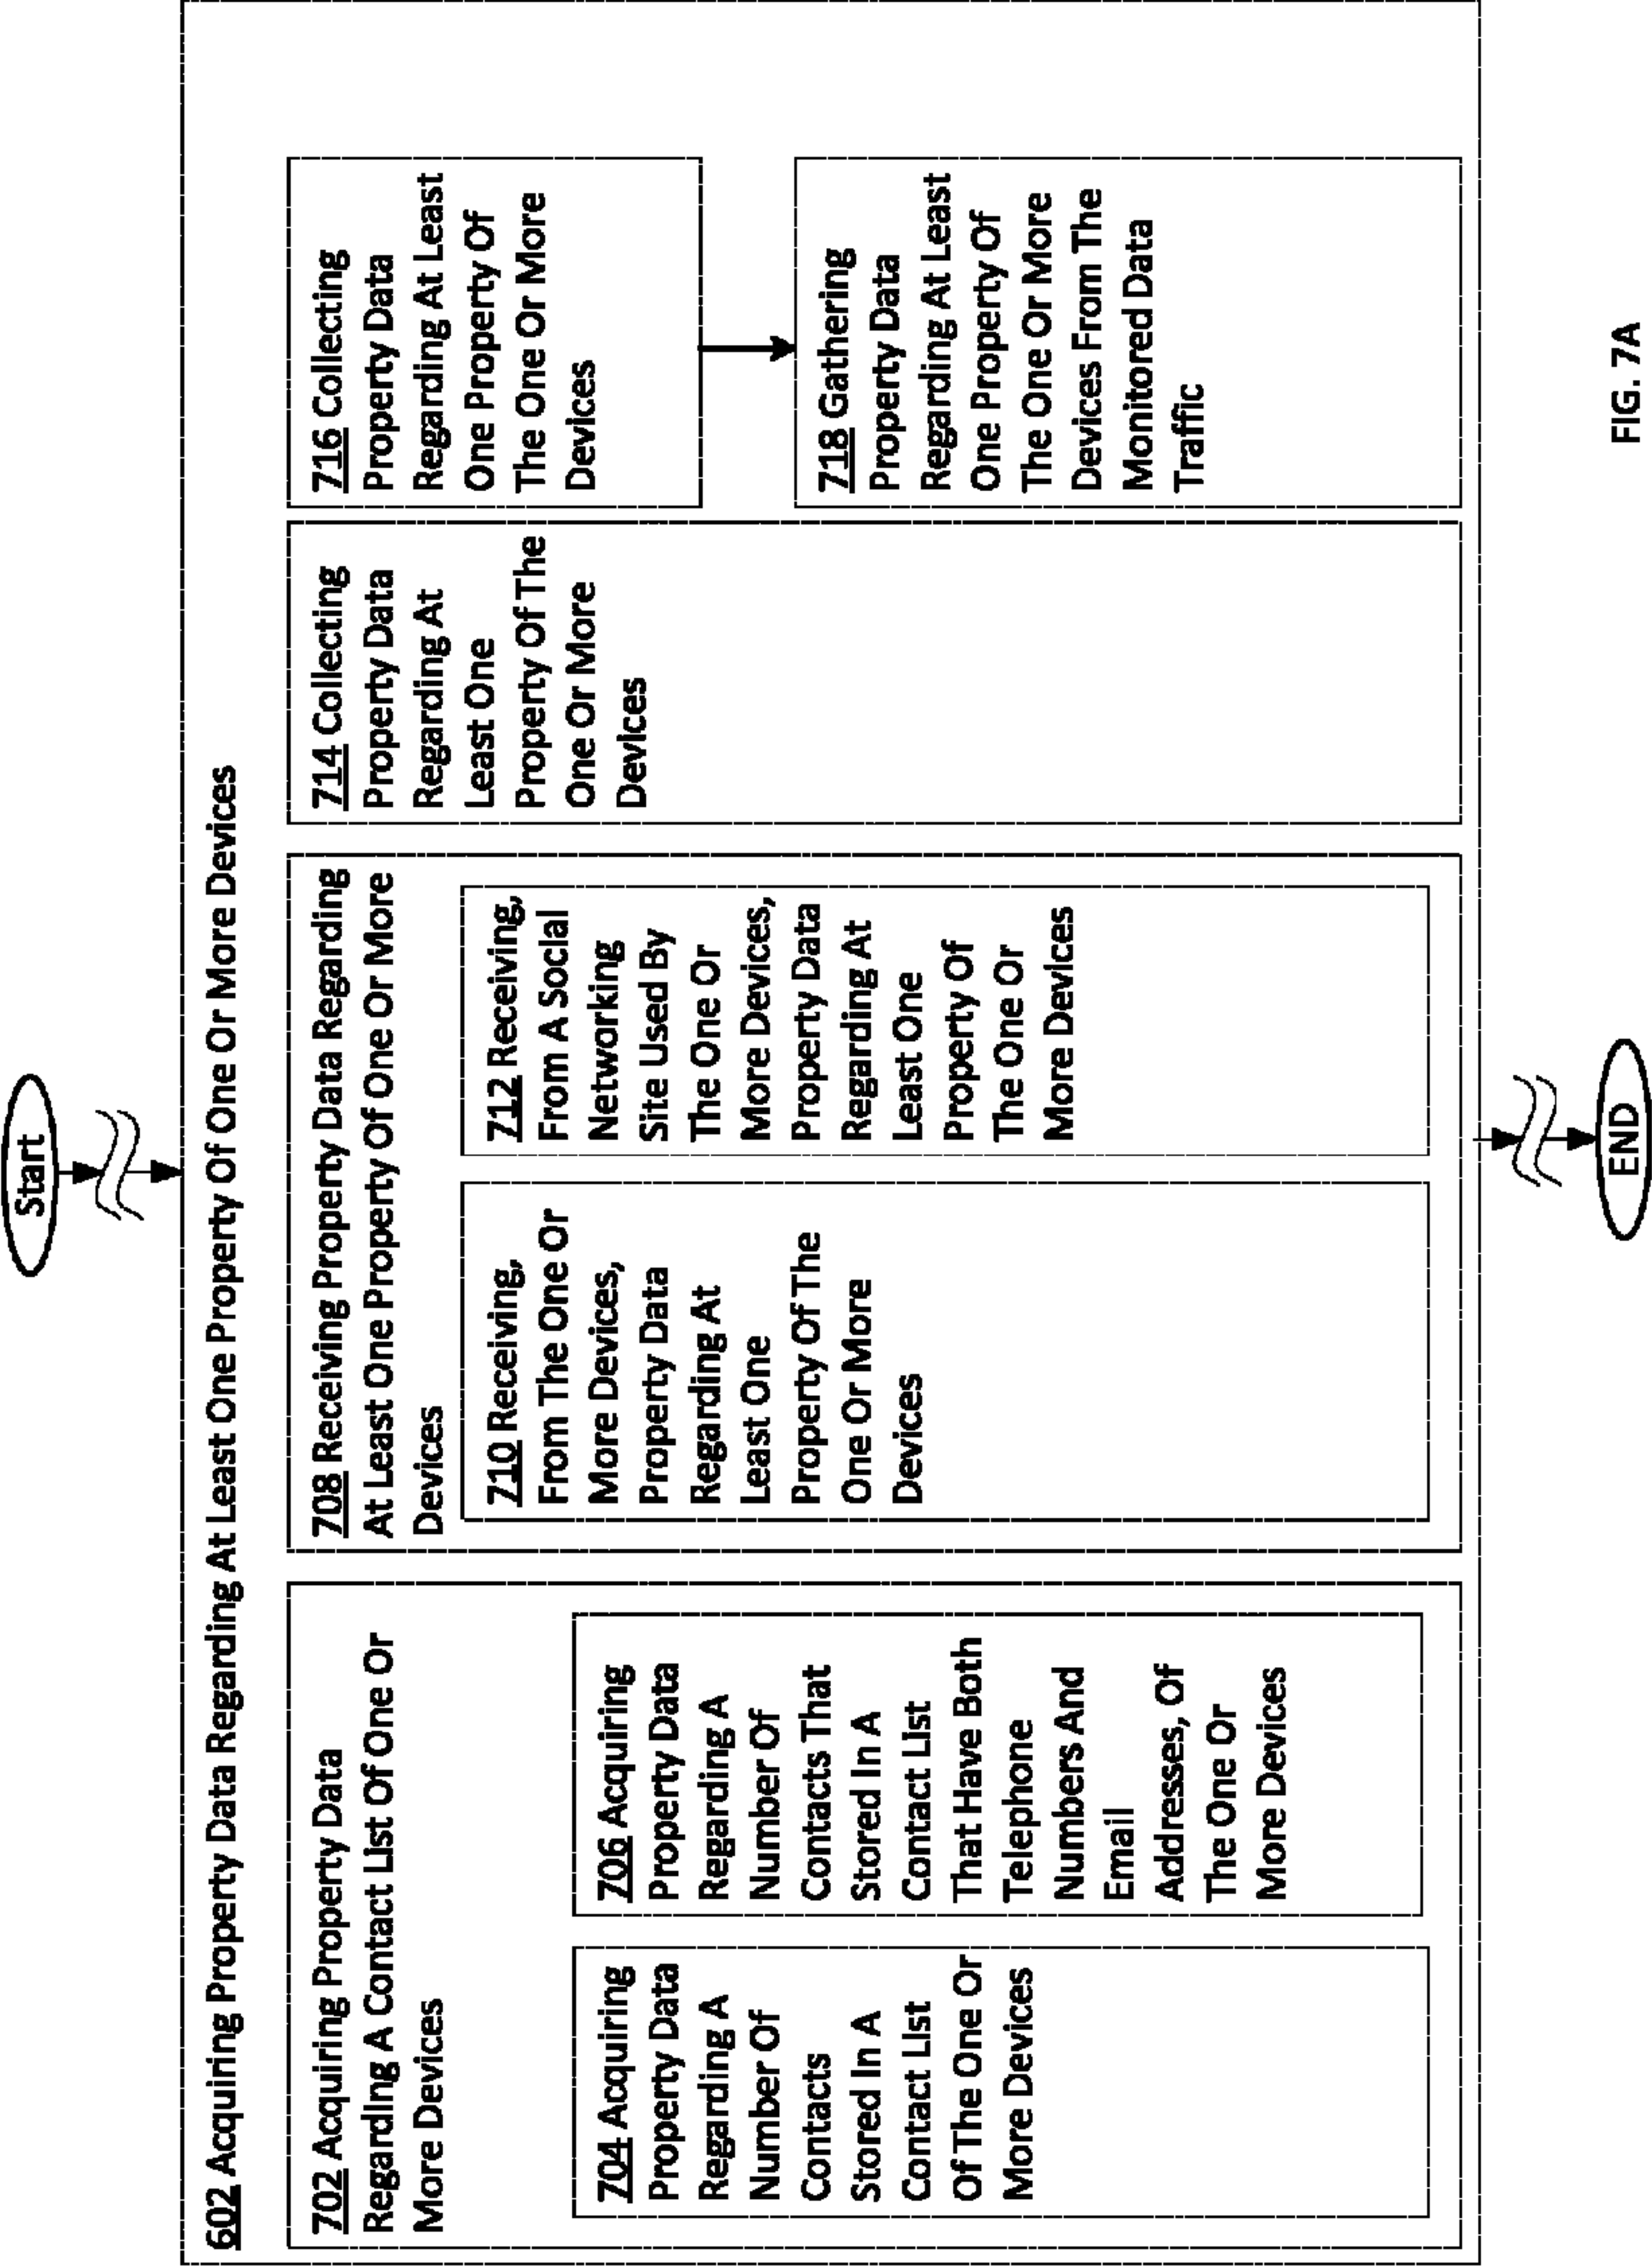 Start
602 Acquiring Property Data Regarding At Least One Property Of One Or More Devices
702 Acquiring Property Data
Regarding A Contact List Of One Or
More Devices
704 Acquiring
Property Data
Regarding A
Number Of
Contacts
Stored In A
Contact List
Of The One Or
More Devices
706 Acquiring
Property Data
Regarding A
Number Of
Contacts That
Stored In A
Contact List
That Have Both
Telephone
Numbers And
Email
Addresses, Of
The One Or
More Devices
708 Receiving Property Data Regarding
At Least One Property Of One Or More
Devices
710 Receiving,
From The One Or
More Devices,
Property Data
Regarding At
Least One
Property Of The
One Or More
Devices
712 Receiving,
From A Social
Networking
Site Used By
The One Or
More Devices,
Property Data
Regarding At
Least One
Property Of
The One Or
More Devices
714 Collecting
Property Data
Regarding At
Least One
Property Of The
One Or More
Devices
716 Collecting
Property Data
Regarding At Least
One Property Of
The One Or More
Devices
718 Gathering
Property Data
Regarding At Least
One Property Of
The One Or More
Devices From The
Monitored Data
Traffic
END
FIG. 7A